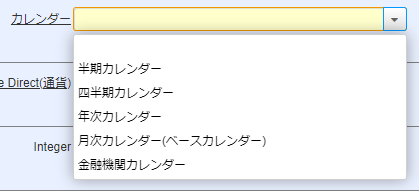 カレンダー
半期カレンダー
e Direct(通貨)
四半期カレンダー
年次カレンダー
Integer
月次カレンダー(ベースカレンダー)
金融機関カレンダー